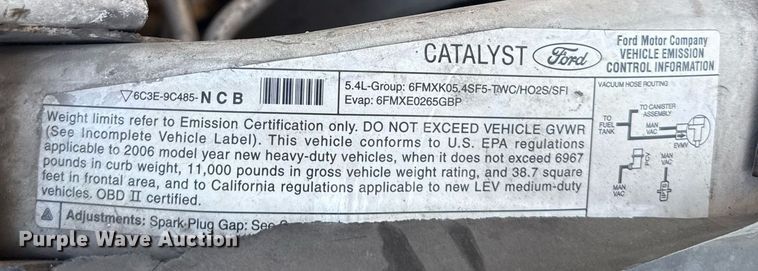 CATALYST Ford
Ford Motor Company
VEHICLE EMISSION
CONTROL INFORMATION
6C3E-9C485-NCB
5.4L-Group: 6FMXK05.4SF5-TWC/HO2S/SFI
Evap: 6FMXE0265GBP
Weight limits refer to Emission Certification only. DO NOT EXCEED VEHICLE GVWR
(See Incomplete Vehicle Label). This vehicle conforms to U.S. EPA regulations
applicable to 2006 model year new heavy-duty vehicles, when it does not exceed 6967
pounds in curb weight, 11,000 pounds in gross vehicle weight rating, and 38.7 square
feet in frontal area, and to California regulations applicable to new LEV medium-duty
vehicles. OBD II certified.
Adjustments: Spark Plug Gap: See
VACUUM HOSE ROUTING
TO CANISTER
ASSEMBLY
TO
FUEL
TANK
MAN
VAC
EVMV
PCV
MAN
VAC
MAN
VAC
Purple Wave Auction